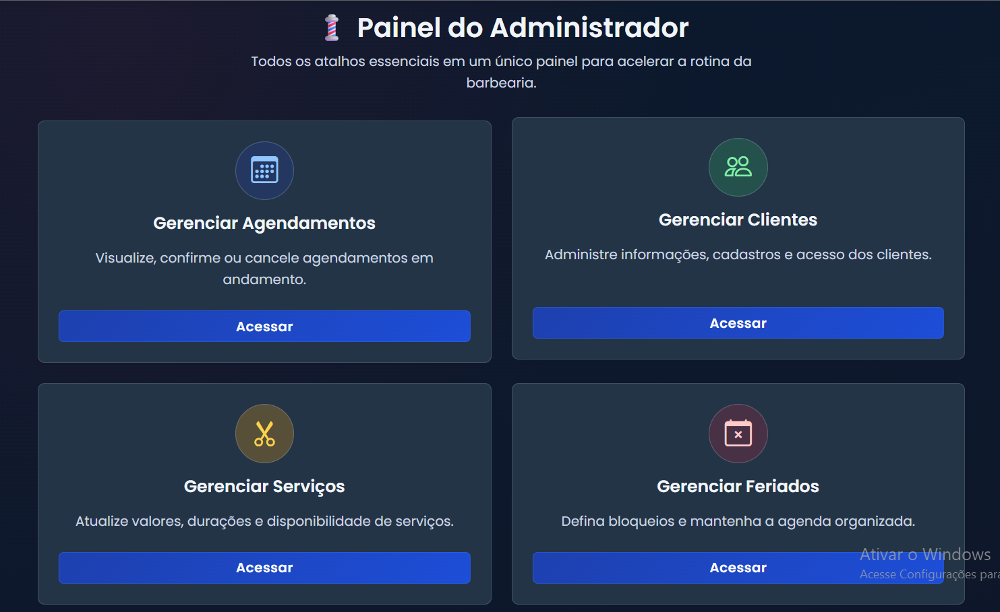 Painel do Administrador
Todos os atalhos essenciais em um único painel para acelerar a rotina da
barbearia.
Gerenciar Agendamentos
Visualize, confirme ou cancele agendamentos em
andamento.
Acessar
Gerenciar Clientes
Administre informações, cadastros e acesso dos clientes.
Acessar
Gerenciar Serviços
Atualize valores, durações e disponibilidade de serviços.
Acessar
Gerenciar Feriados
Defina bloqueios e mantenha a agenda organizada.
Acessar
Ativar o Windows
Acesse Configurações para